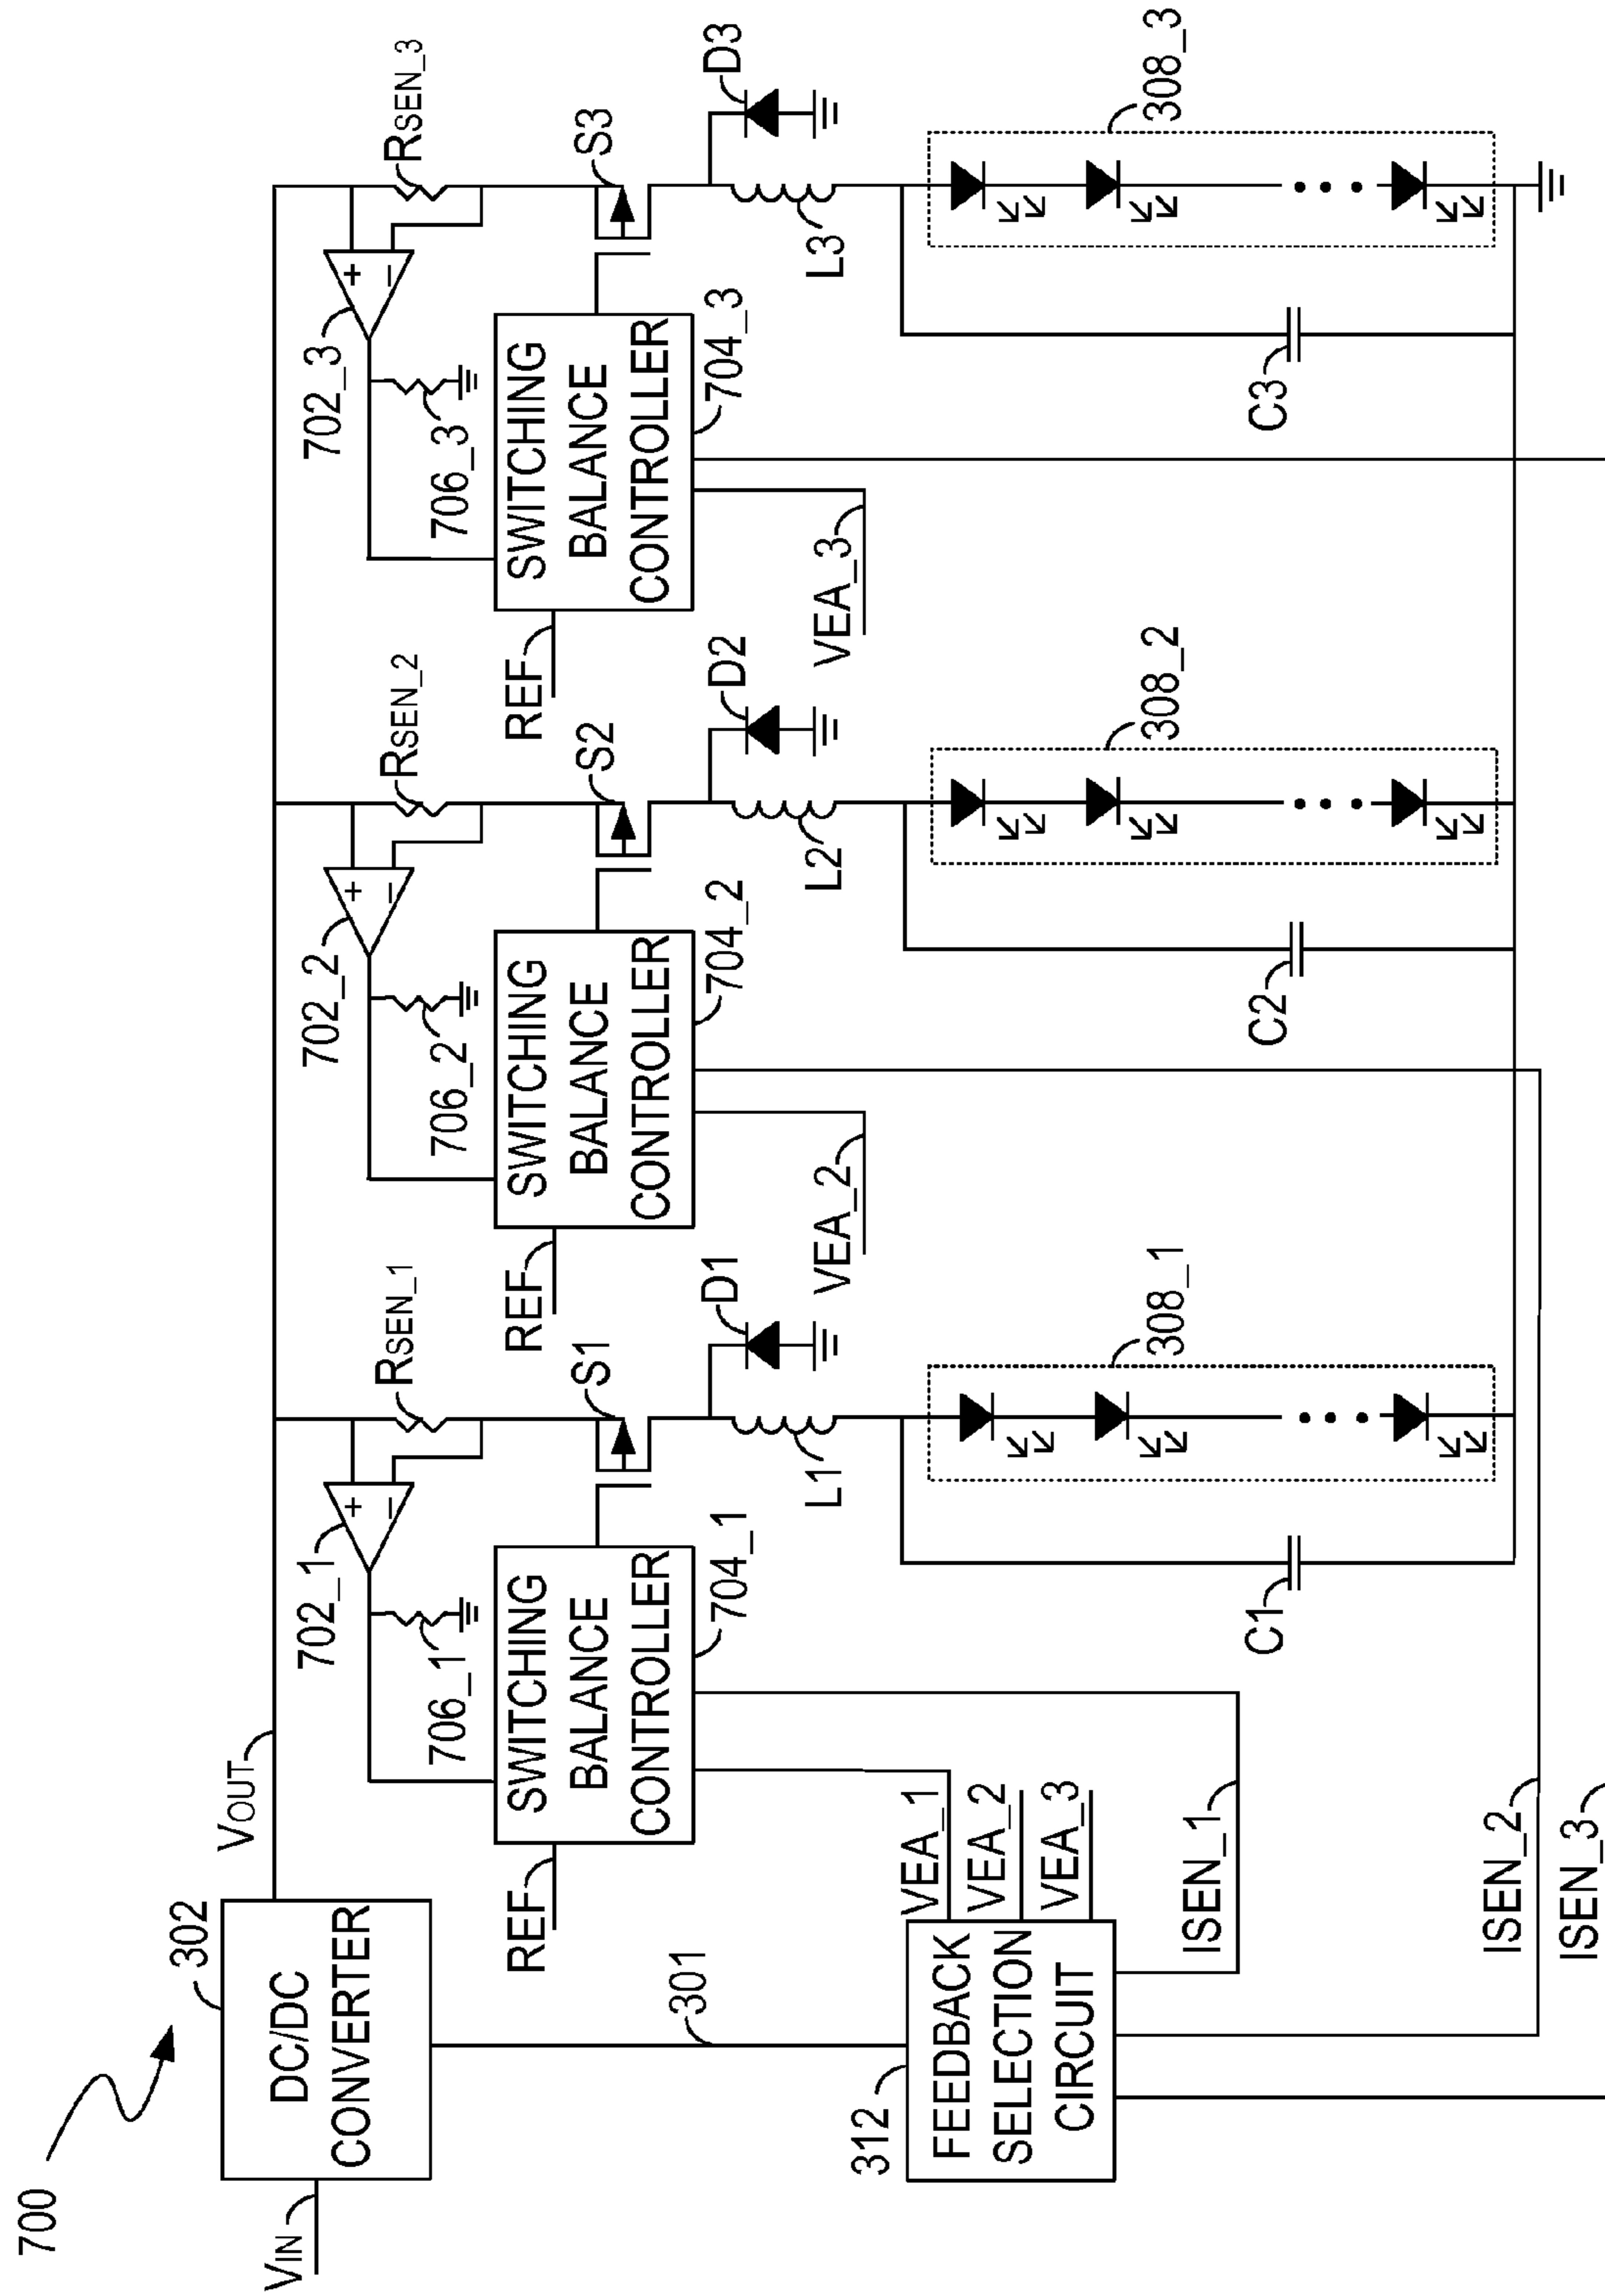 700
VIN
302
DC/DC
CONVERTER
VOUT
301
312
FEEDBACK
SELECTION
CIRCUIT
VEA_1
VEA_2
VEA_3
ISEN_1
ISEN_2
ISEN_3
702_1
+
−
RSEN_1
706_1
REF
SWITCHING
BALANCE
CONTROLLER
704_1
S1
D1
L1
C1
308_1
702_2
+
−
RSEN_2
706_2
REF
SWITCHING
BALANCE
CONTROLLER
704_2
VEA_2
S2
D2
L2
C2
308_2
702_3
+
−
RSEN_3
706_3
REF
SWITCHING
BALANCE
CONTROLLER
704_3
VEA_3
S3
D3
L3
C3
308_3